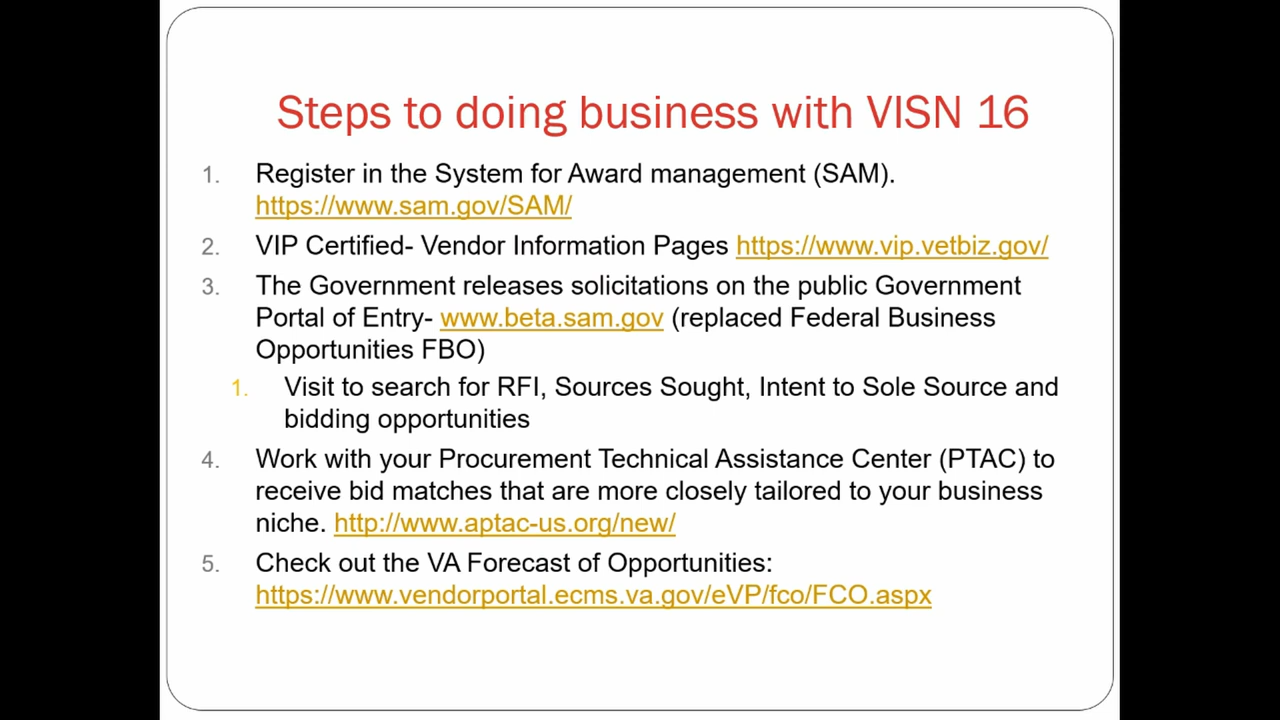 Steps to doing business with VISN 16
1. Register in the System for Award management (SAM).
https://www.sam.gov/SAM/
2. VIP Certified- Vendor Information Pages https://www.vip.vetbiz.gov/
3. The Government releases solicitations on the public Government
Portal of Entry- www.beta.sam.gov (replaced Federal Business
Opportunities FBO)
1. Visit to search for RFI, Sources Sought, Intent to Sole Source and
bidding opportunities
4. Work with your Procurement Technical Assistance Center (PTAC) to
receive bid matches that are more closely tailored to your business
niche. http://www.aptac-us.org/new/
5. Check out the VA Forecast of Opportunities:
https://www.vendorportal.ecms.va.gov/eVP/fco/FCO.aspx